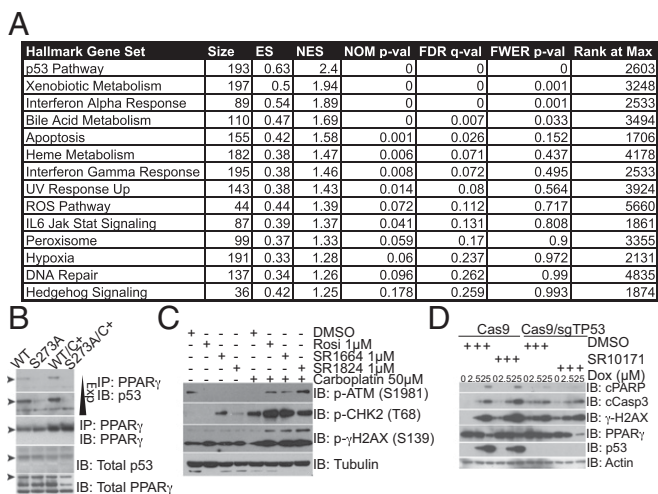 A
Hallmark Gene Set Size ES NES NOM p-val FDR q-val FWER p-val Rank at Max
p53 Pathway 193 0.63 2.4 0 0 0 2603
Xenobiotic Metabolism 197 0.5 1.94 0 0 0.001 3248
Interferon Alpha Response 89 0.54 1.89 0 0 0.001 2533
Bile Acid Metabolism 110 0.47 1.69 0 0.007 0.033 3494
Apoptosis 155 0.42 1.58 0.001 0.026 0.152 1706
Heme Metabolism 182 0.38 1.47 0.006 0.071 0.437 4178
Interferon Gamma Response 195 0.38 1.46 0.008 0.072 0.495 2533
UV Response Up 143 0.38 1.43 0.014 0.08 0.564 3924
ROS Pathway 44 0.44 1.39 0.072 0.112 0.717 5660
IL6 Jak Stat Signaling 87 0.39 1.37 0.041 0.131 0.808 1861
Peroxisome 99 0.37 1.33 0.059 0.17 0.9 3355
Hypoxia 191 0.33 1.28 0.06 0.237 0.972 2131
DNA Repair 137 0.34 1.26 0.096 0.262 0.99 4835
Hedgehog Signaling 36 0.42 1.25 0.178 0.259 0.993 1874
B
WT S273A WT/C+ S273A/C+
EXP
IP: PPARγ
IB: p53
IP: PPARγ
IB: PPARγ
IB: Total p53
IB: Total PPARγ
C
+ + DMSO
+ + Rosi 1μM
+ + SR1664 1μM
+ + SR1824 1μM
+ + + + Carboplatin 50μM
IB: p-ATM (S1981)
IB: p-CHK2 (T68)
IB: p-γH2AX (S139)
IB: Tubulin
D
Cas9 Cas9/sgTP53
+ + + + + + DMSO
+ + + + + + SR10171
0 2.5 25 0 2.5 25 0 2.5 25 0 2.5 25 Dox (μM)
IB: cPARP
IB: cCasp3
IB: γ-H2AX
IB: PPARγ
IB: p53
IB: Actin